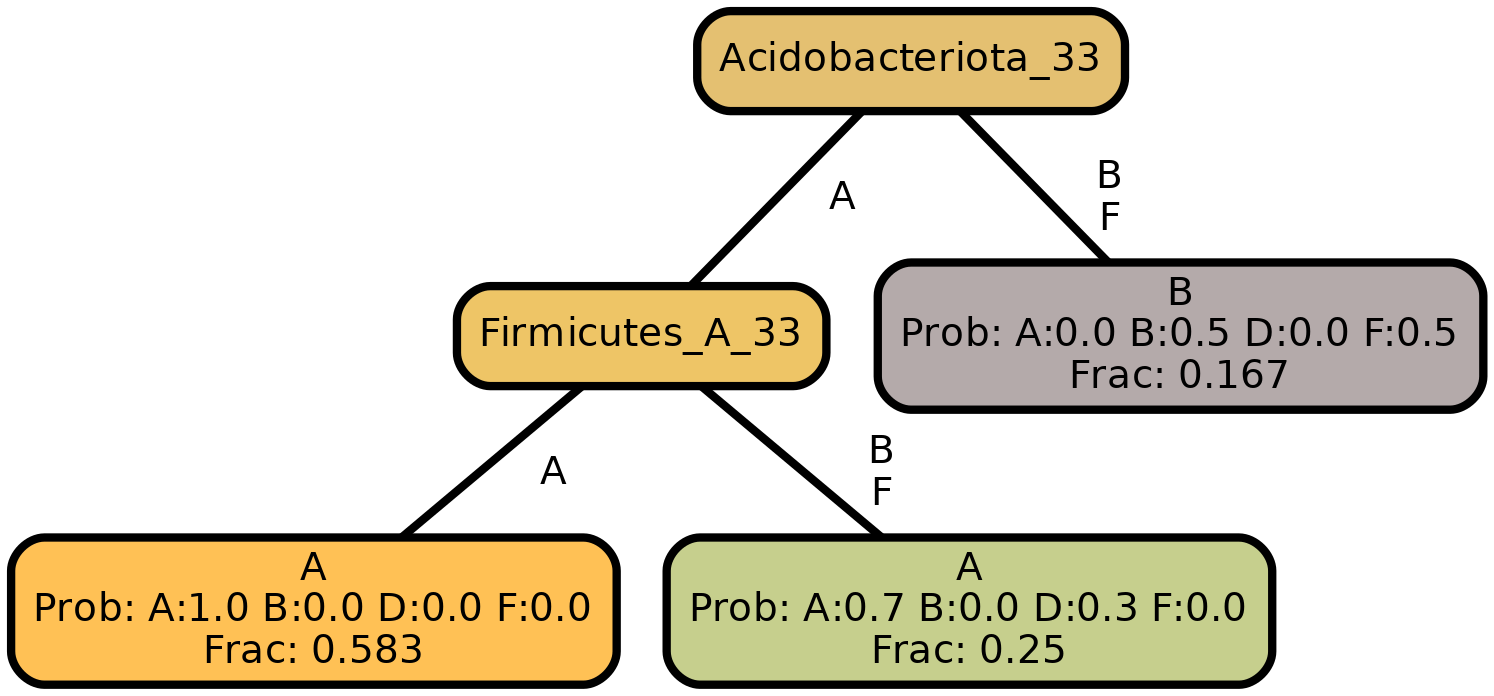 Acidobacteriota_33
A
B
F
Firmicutes_A_33
B
Prob: A:0.0 B:0.5 D:0.0 F:0.5
Frac: 0.167
A
B
F
A
Prob: A:1.0 B:0.0 D:0.0 F:0.0
Frac: 0.583
A
Prob: A:0.7 B:0.0 D:0.3 F:0.0
Frac: 0.25